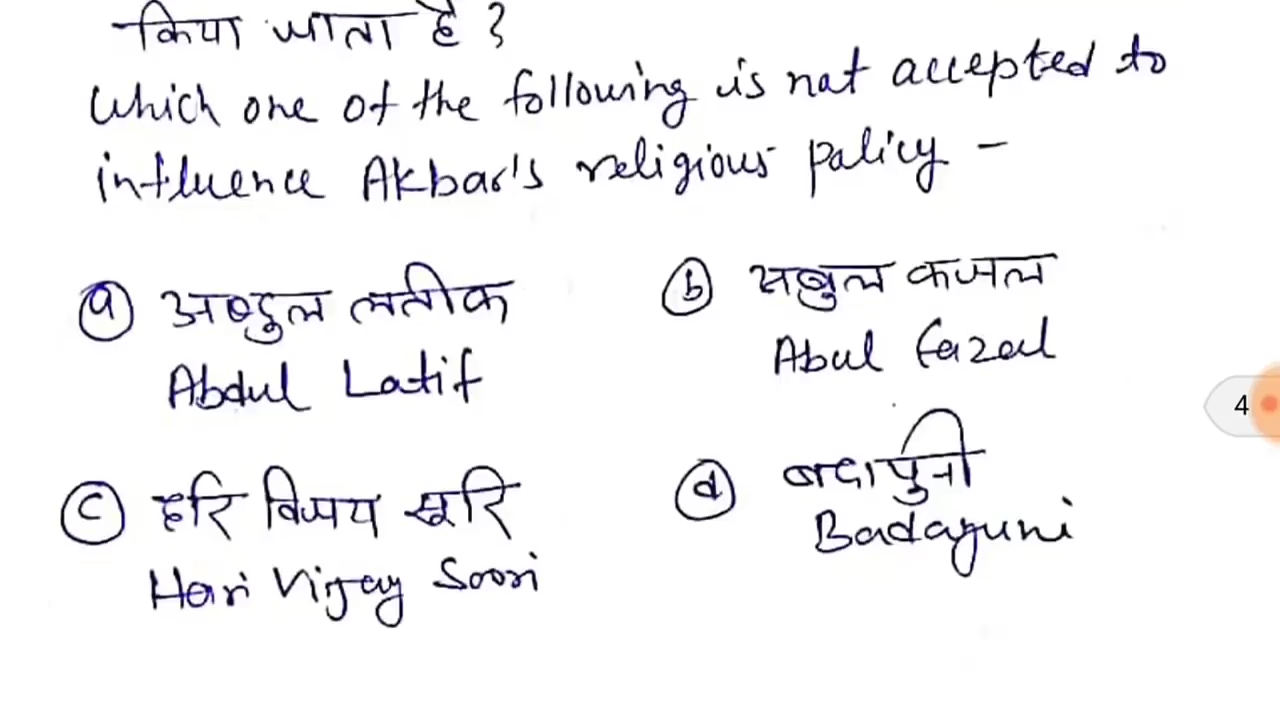 किया जाता है ?
Which one of the following is not accepted to
influence Akbar's religious policy -
(a) अब्दुल लतीफ
(b) अबुल फजल
Abdul Latif
Abul Fazal
(c) हरि विजय सूरि
(d) बदायुनी
Hari Vijay Soori
Badayuni
4